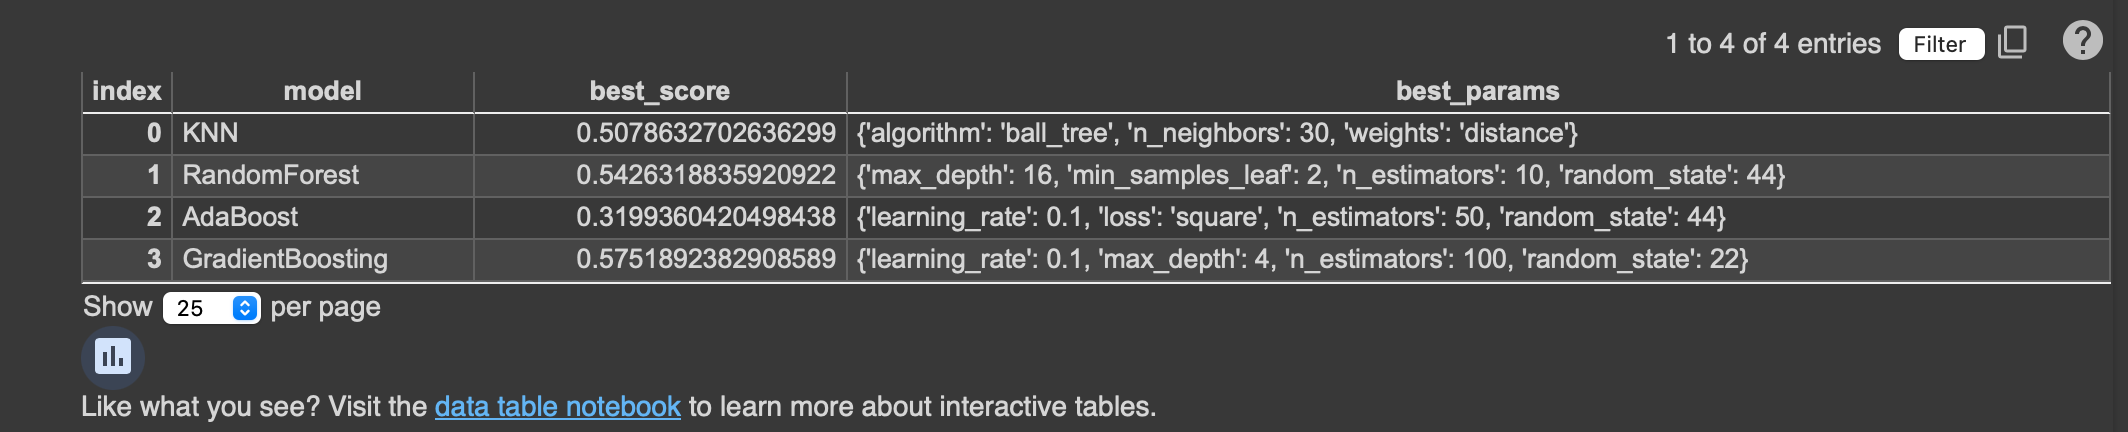 1 to 4 of 4 entries Filter ?
index model best_score best_params
0 KNN 0.5078632702636299 {'algorithm': 'ball_tree', 'n_neighbors': 30, 'weights': 'distance'}
1 RandomForest 0.5426318835920922 {'max_depth': 16, 'min_samples_leaf': 2, 'n_estimators': 10, 'random_state': 44}
2 AdaBoost 0.3199360420498438 {'learning_rate': 0.1, 'loss': 'square', 'n_estimators': 50, 'random_state': 44}
3 GradientBoosting 0.5751892382908589 {'learning_rate': 0.1, 'max_depth': 4, 'n_estimators': 100, 'random_state': 22}
Show 25 per page
Like what you see? Visit the data table notebook to learn more about interactive tables.